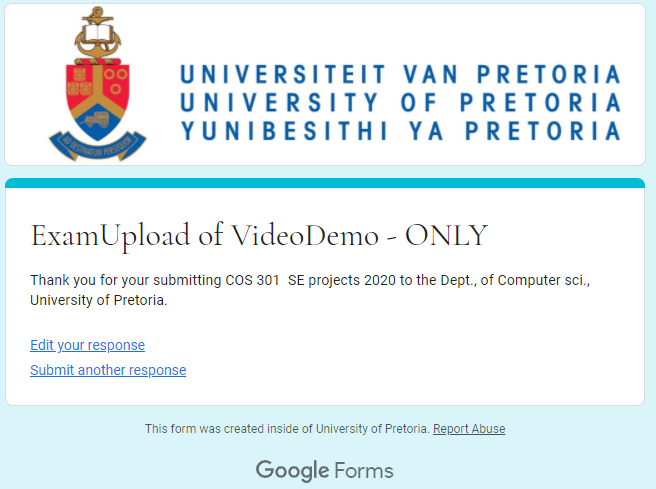 AD DESTINATUM PERSEQUOR
UNIVERSITEIT VAN PRETORIA
UNIVERSITY OF PRETORIA
YUNIBESITHI YA PRETORIA
ExamUpload of VideoDemo - ONLY
Thank you for your submitting COS 301  SE projects 2020 to the Dept., of Computer sci.,
University of Pretoria.
Edit your response
Submit another response
This form was created inside of University of Pretoria. Report Abuse
Google Forms